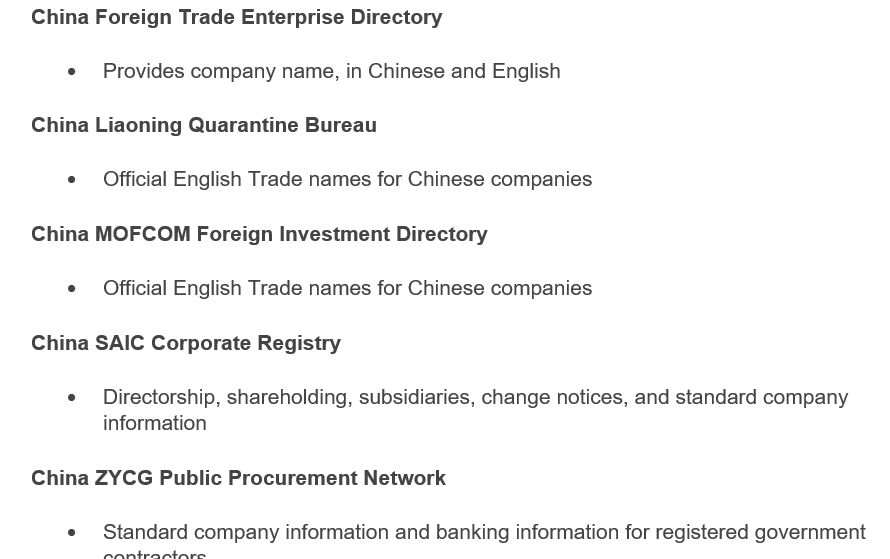 China Foreign Trade Enterprise Directory
• Provides company name, in Chinese and English
China Liaoning Quarantine Bureau
• Official English Trade names for Chinese companies
China MOFCOM Foreign Investment Directory
• Official English Trade names for Chinese companies
China SAIC Corporate Registry
• Directorship, shareholding, subsidiaries, change notices, and standard company
information
China ZYCG Public Procurement Network
• Standard company information and banking information for registered government
contractors